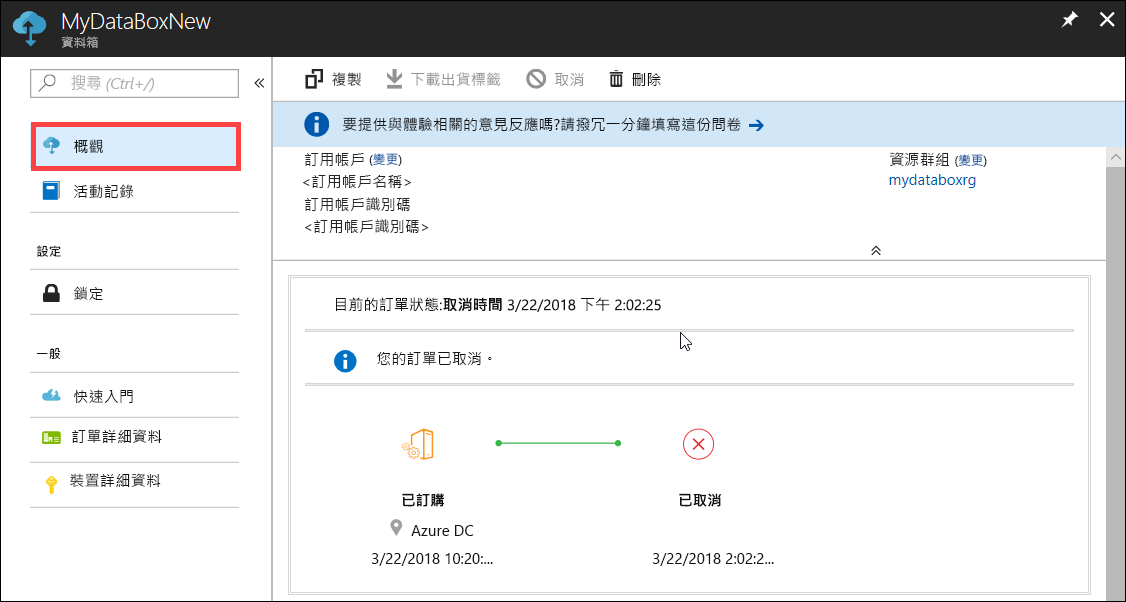 MyDataBoxNew
資料箱
搜尋 (Ctrl+/)
概觀
活動記錄
設定
鎖定
一般
快速入門
訂單詳細資料
裝置詳細資料
複製 下載出貨標籤 取消 刪除
要提供與體驗相關的意見反應嗎?請撥冗一分鐘填寫這份問卷
訂用帳戶 (變更)
<訂用帳戶名稱>
訂用帳戶識別碼
<訂用帳戶識別碼>
資源群組 (變更)
mydataboxrg
目前的訂單狀態:取消時間 3/22/2018 下午 2:02:25
您的訂單已取消。
已訂購
Azure DC
3/22/2018 10:20:...
已取消
3/22/2018 2:02:2...